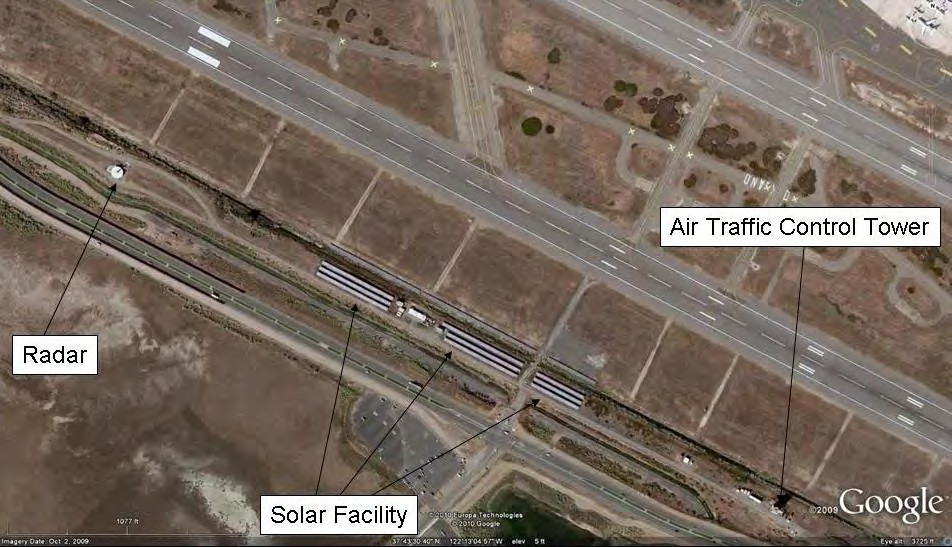 Air Traffic Control Tower
Radar
Solar Facility
©2009 Google
© 2010 Europa Technologies
© 2010 Google
1077 ft
Imagery Date: Oct 2, 2009
37°43'30.40" N 122°13'04.57" W elev 5 ft
Eye alt 3725 ft